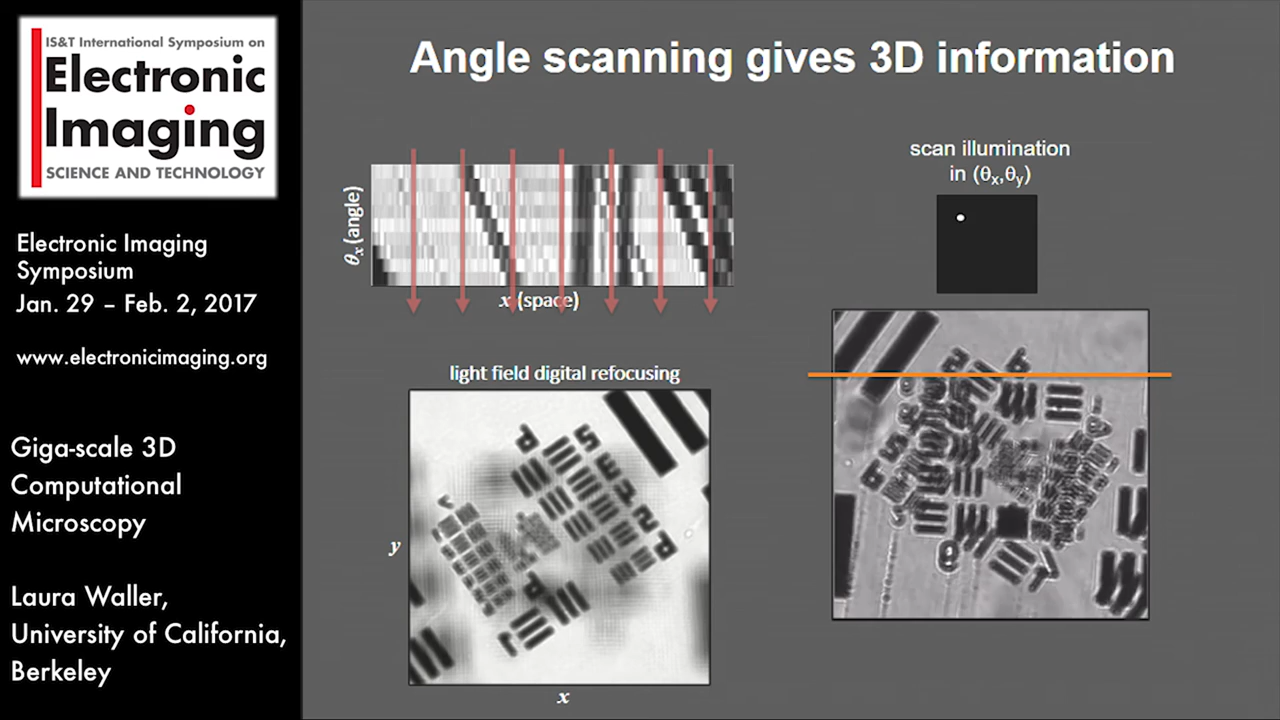 IS&T International Symposium on
Electronic
Imaging
SCIENCE AND TECHNOLOGY
Electronic Imaging
Symposium
Jan. 29 – Feb. 2, 2017
www.electronicimaging.org
Giga-scale 3D
Computational
Microscopy
Laura Waller,
University of California,
Berkeley
Angle scanning gives 3D information
θx (angle)
x (space)
scan illumination
in (θx,θy)
light field digital refocusing
y
x